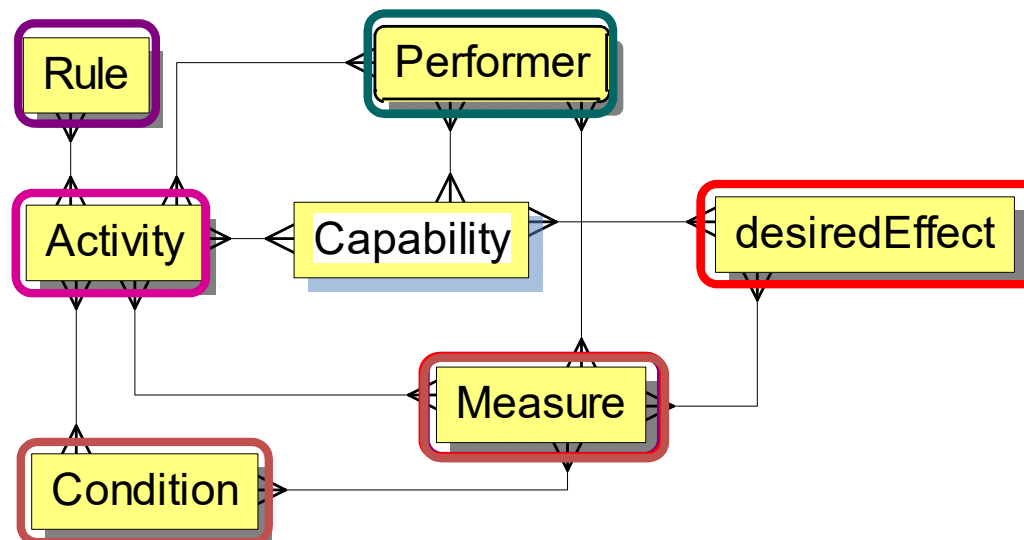 Rule
Performer
Activity
Capability
desiredEffect
Measure
Condition